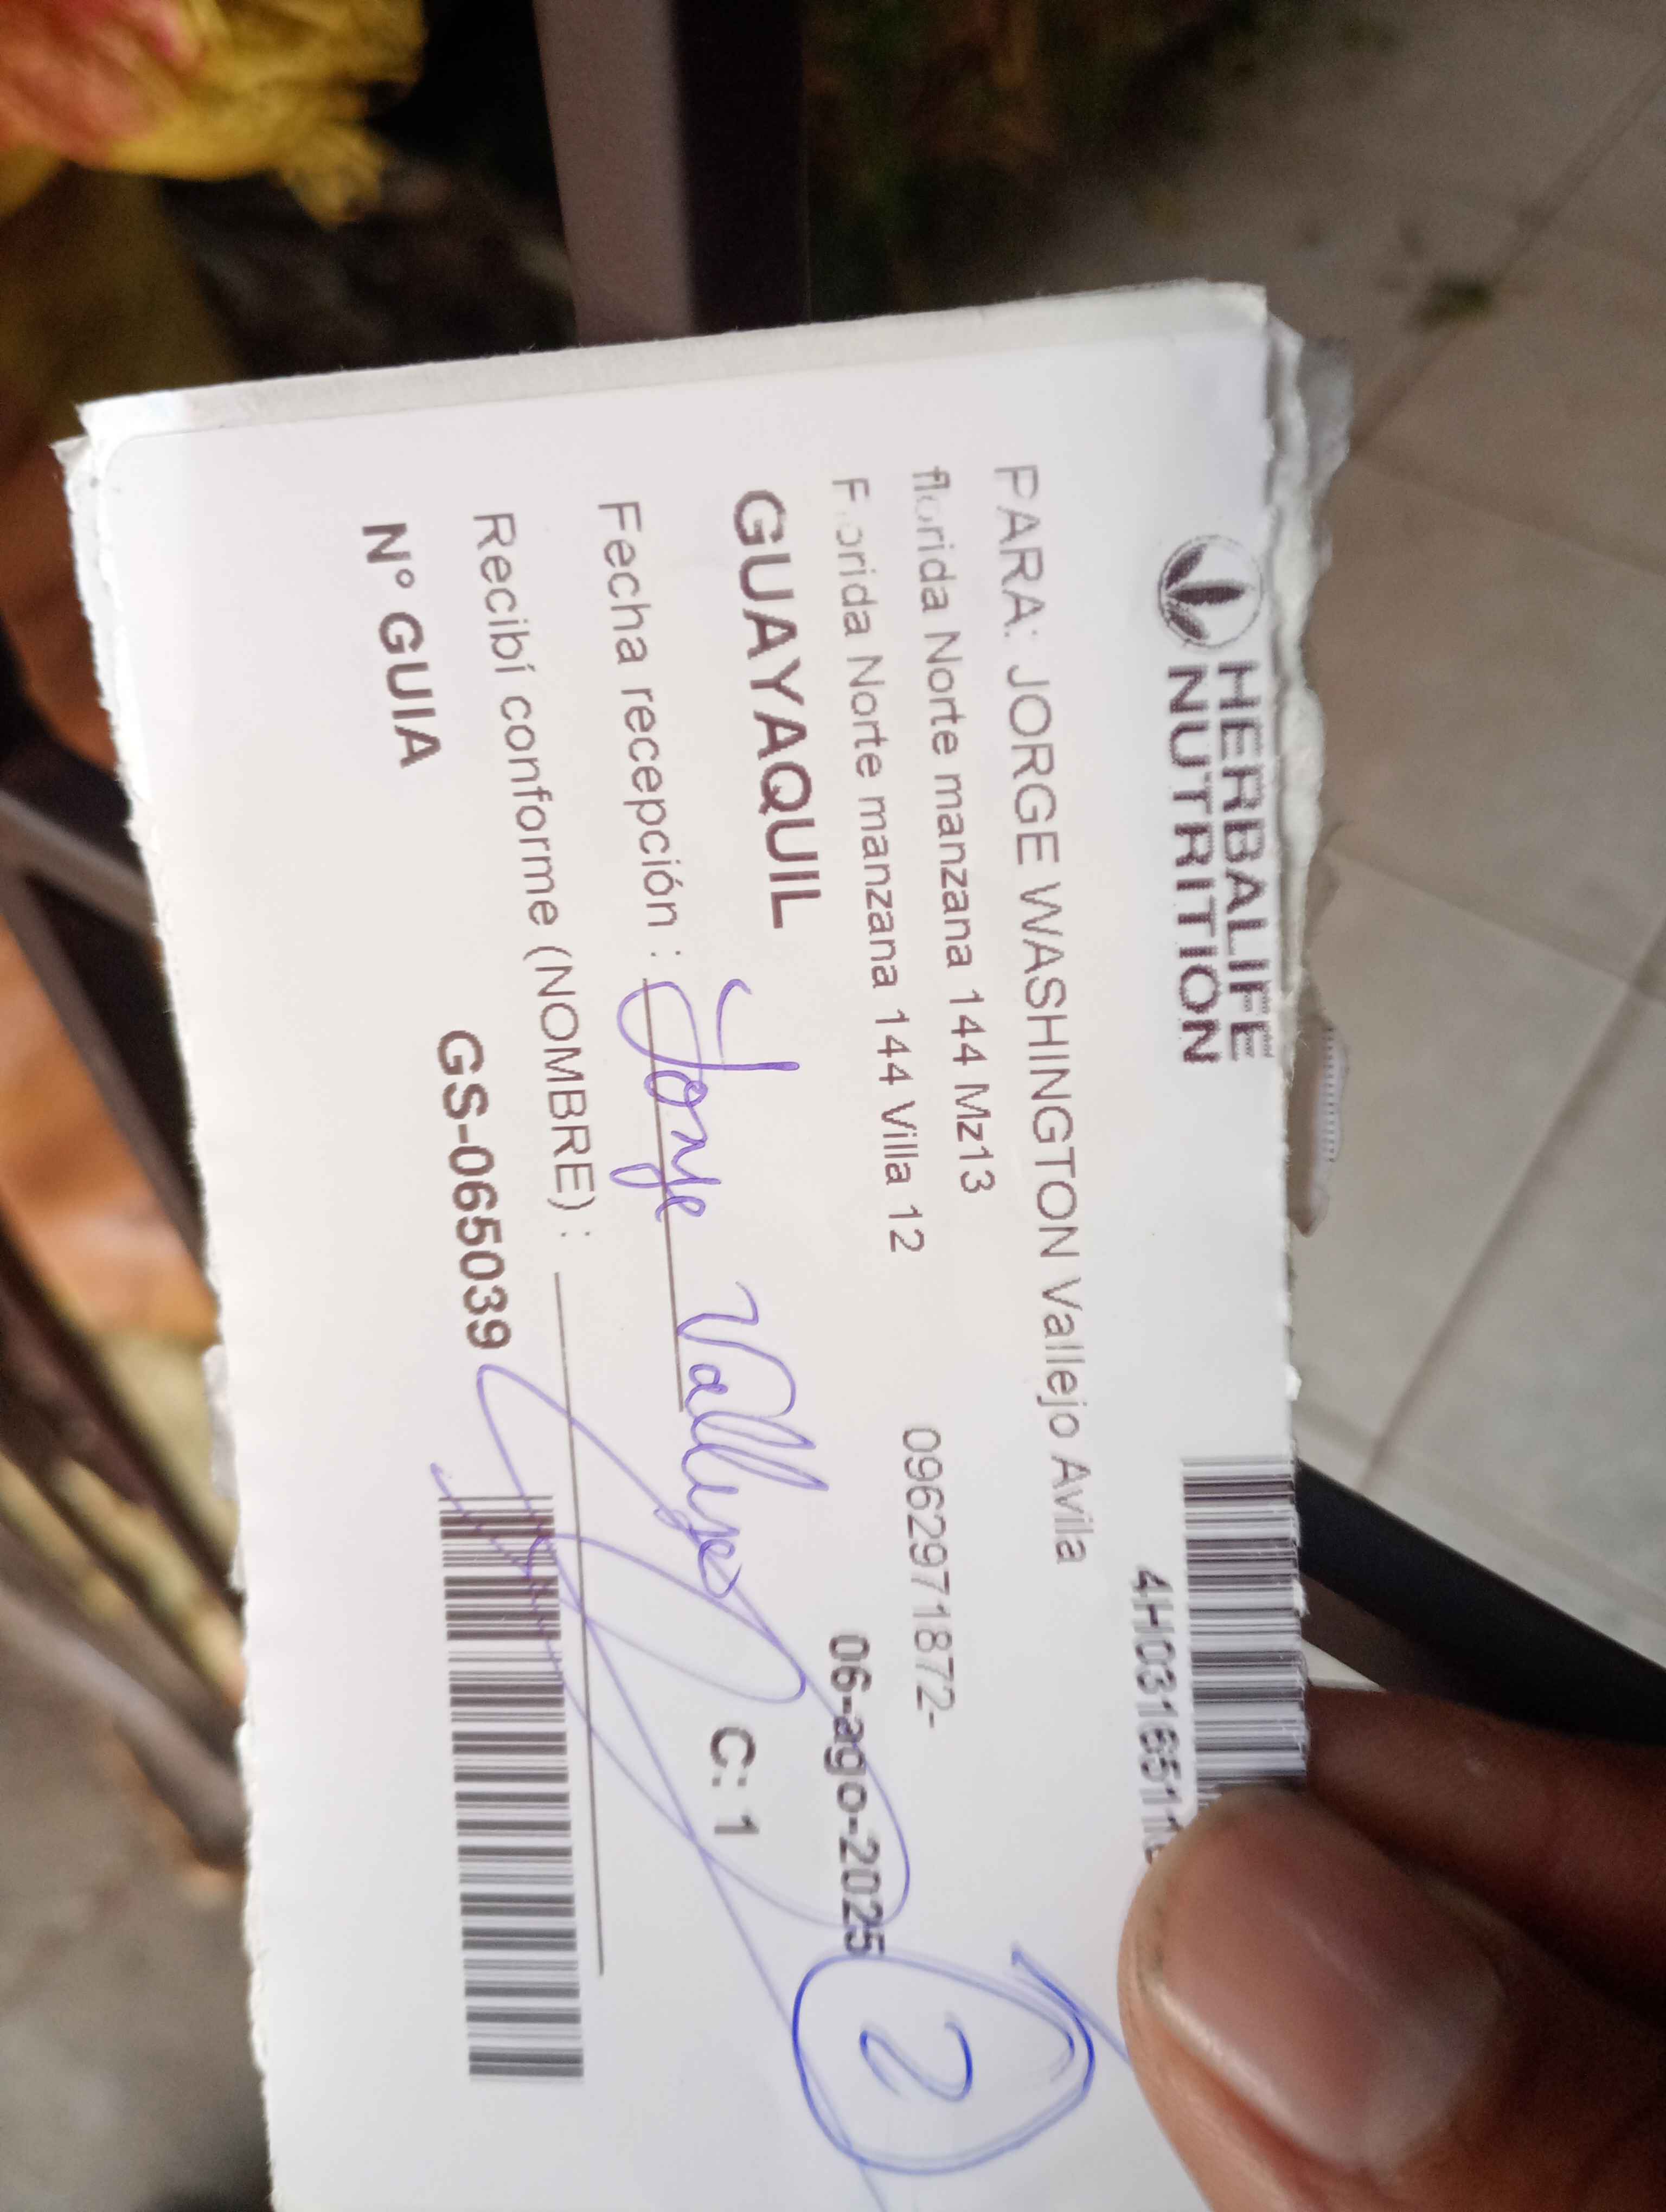 HERBALIFE
NUTRITION
PARA: JORGE WASHINGTON Vallejo Avila
florida Norte manzana 144 Mz13
Florida Norte manzana 144 Villa 12
0962971872-
GUAYAQUIL
06-ago-2025
2
Fecha recepción : Jorge Vallejo
C: 1
Recibí conforme (NOMBRE) :
N° GUIA
GS-065039